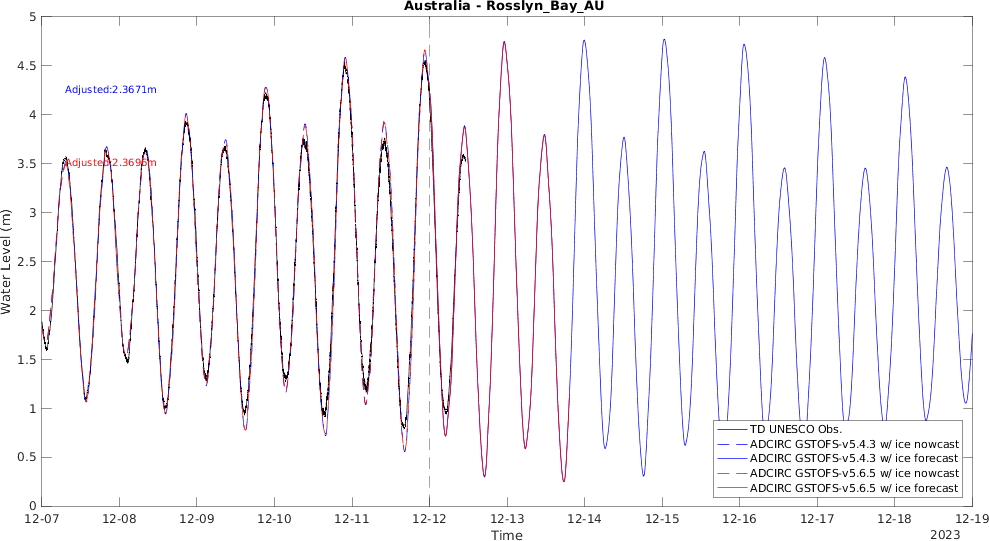 Australia - Rosslyn_Bay_AU
Water Level (m)
5
4.5
4
3.5
3
2.5
2
1.5
1
0.5
0
Adjusted:2.3671m
Adjusted:2.3696m
TD UNESCO Obs.
ADCIRC GSTOFS-v5.4.3 w/ ice nowcast
ADCIRC GSTOFS-v5.4.3 w/ ice forecast
ADCIRC GSTOFS-v5.6.5 w/ ice nowcast
ADCIRC GSTOFS-v5.6.5 w/ ice forecast
12-07 12-08 12-09 12-10 12-11 12-12 12-13 12-14 12-15 12-16 12-17 12-18 12-19
Time
2023